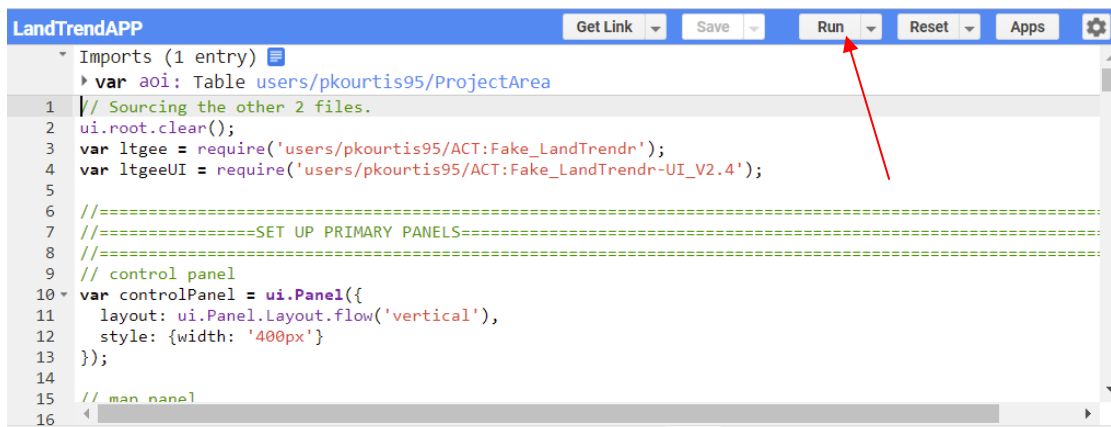 LandTrendAPP Get Link Save Run Reset Apps
Imports (1 entry)
var aoi: Table users/pkourtis95/ProjectArea
1 // Sourcing the other 2 files.
2 ui.root.clear();
3 var ltgee = require('users/pkourtis95/ACT:Fake_LandTrendr');
4 var ltgeeUI = require('users/pkourtis95/ACT:Fake_LandTrendr-UI_V2.4');
5
6 //========================================================================================================
7 //================SET UP PRIMARY PANELS=================================================================
8 //========================================================================================================
9 // control panel
10 var controlPanel = ui.Panel({
11 layout: ui.Panel.Layout.flow('vertical'),
12 style: {width: '400px'}
13 });
14
15 // map panel
16